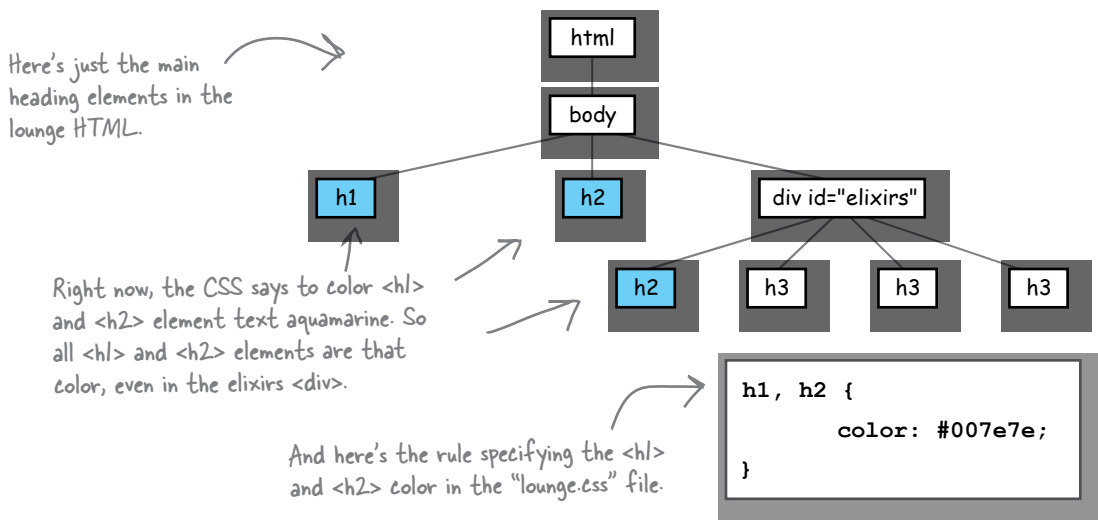 html
Here's just the main
heading elements in the
lounge HTML.
body
h1
h2
div id="elixirs"
h2
h3
h3
h3
Right now, the CSS says to color <h1>
and <h2> element text aquamarine. So
all <h1> and <h2> elements are that
color, even in the elixirs <div>.
h1, h2 {
color: #007e7e;
}
And here's the rule specifying the <h1>
and <h2> color in the "lounge.css" file.